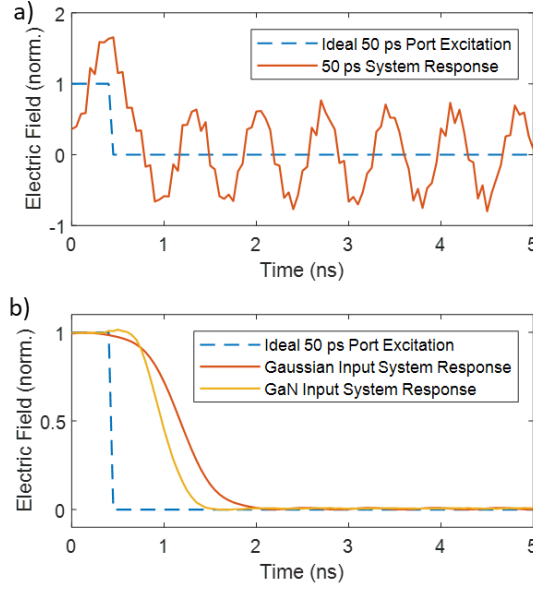 a)
2
Ideal 50 ps Port Excitation
50 ps System Response
1
0
-1
Electric Field (norm.)
0 1 2 3 4 5
Time (ns)
b)
1
Ideal 50 ps Port Excitation
Gaussian Input System Response
GaN Input System Response
0.5
0
Electric Field (norm.)
0 1 2 3 4 5
Time (ns)